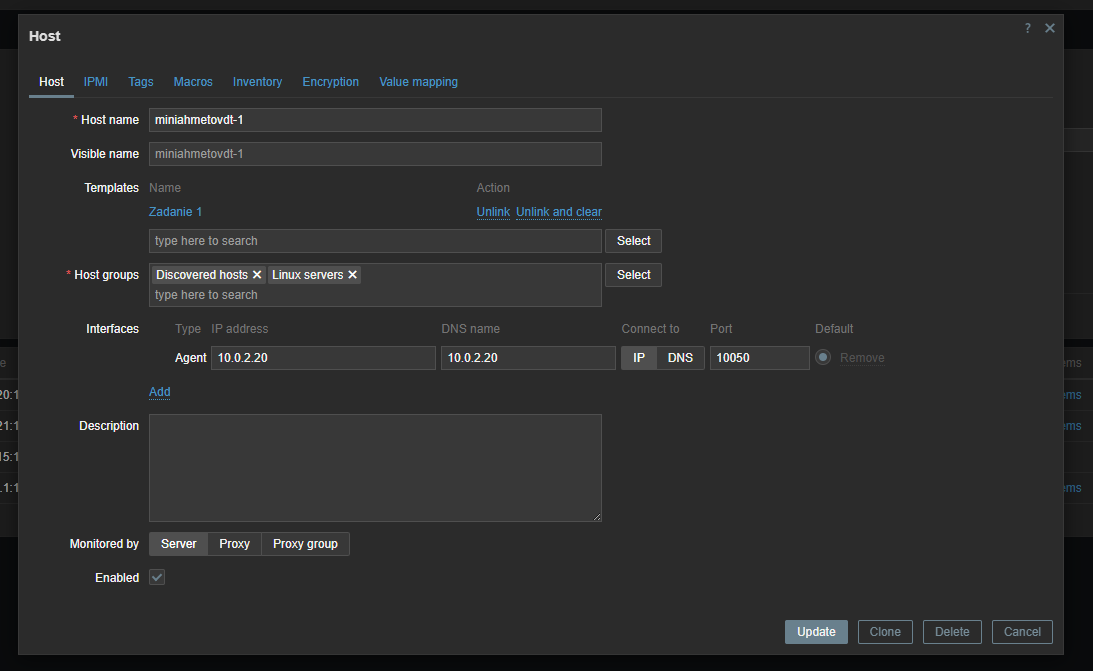 Host
?
Host IPMI Tags Macros Inventory Encryption Value mapping
* Host name miniahmetovdt-1
Visible name miniahmetovdt-1
Templates Name Action
Zadanie 1 Unlink Unlink and clear
type here to search Select
* Host groups Discovered hosts Linux servers Select
type here to search
Interfaces Type IP address DNS name Connect to Port Default
Agent 10.0.2.20 10.0.2.20 IP DNS 10050 Remove
Add
Description
Monitored by Server Proxy Proxy group
Enabled
Update Clone Delete Cancel